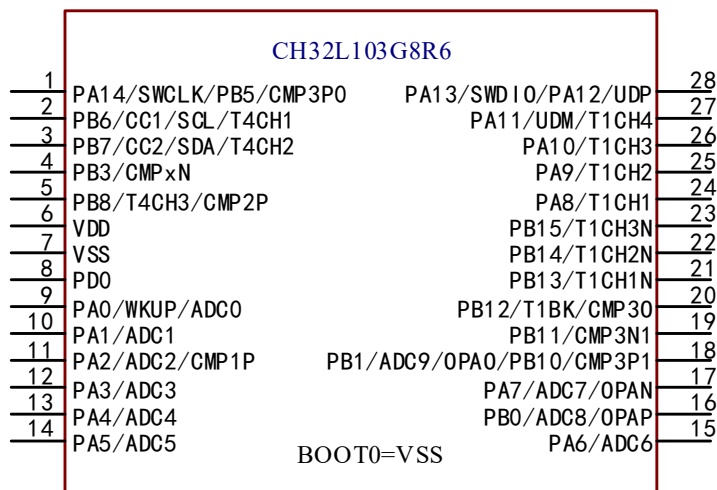 CH32L103G8R6
1 PA14/SWCLK/PB5/CMP3P0 PA13/SWDIO/PA12/UDP 28
2 PB6/CC1/SCL/T4CH1 PA11/UDM/T1CH4 27
3 PB7/CC2/SDA/T4CH2 PA10/T1CH3 26
4 PB3/CMPxN PA9/T1CH2 25
5 PB8/T4CH3/CMP2P PA8/T1CH1 24
6 VDD PB15/T1CH3N 23
7 VSS PB14/T1CH2N 22
8 PD0 PB13/T1CH1N 21
9 PA0/WKUP/ADC0 PB12/T1BK/CMP3O 20
10 PA1/ADC1 PB11/CMP3N1 19
11 PA2/ADC2/CMP1P PB1/ADC9/OPAO/PB10/CMP3P1 18
12 PA3/ADC3 PA7/ADC7/OPAN 17
13 PA4/ADC4 PB0/ADC8/OPAP 16
14 PA5/ADC5 PA6/ADC6 15
BOOT0=VSS